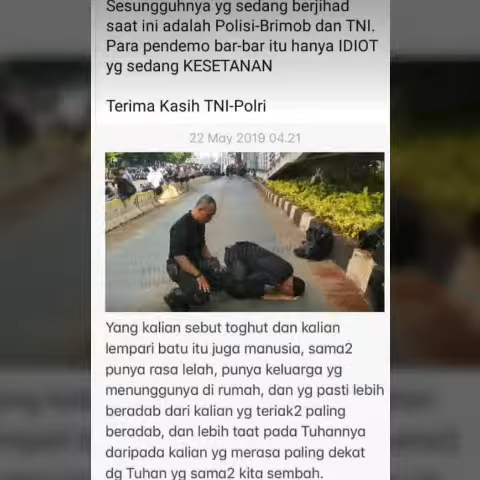 Sesungguhnya yg sedang berjihad
saat ini adalah Polisi-Brimob dan TNI.
Para pendemo bar-bar itu hanya IDIOT
yg sedang KESETANAN
Terima Kasih TNI-Polri
22 May 2019 04.21
Yang kalian sebut toghut dan kalian
lempari batu itu juga manusia, sama2
punya rasa lelah, punya keluarga yg
menunggunya di rumah, dan yg pasti lebih
beradab dari kalian yg teriak2 paling
beradab, dan lebih taat pada Tuhannya
daripada kalian yg merasa paling dekat
dg Tuhan yg sama2 kita sembah.